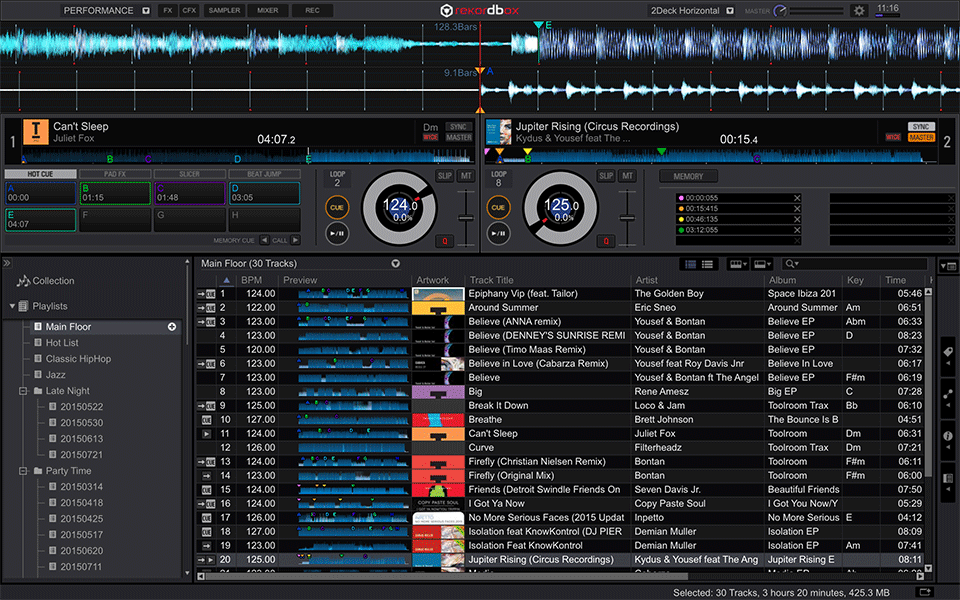 PERFORMANCE FX CFX SAMPLER MIXER REC rekordbox 2Deck Horizontal MASTER 11:16
128.3Bars E
9.1Bars A
1 Can't Sleep Dm SYNC
Juliet Fox 04:07.2 WIDE MASTER
Jupiter Rising (Circus Recordings) SYNC
Kydus & Yousef feat The ... 00:15.4 WIDE MASTER 2
B C D E
HOT CUE PAD FX SLICER BEAT JUMP
A 00:00 B 01:15 C 01:48 D 03:05
E 04:07 F G H
MEMORY CUE CALL
LOOP 2 SLIP MT
CUE 124.0
0.0%
Q
LOOP 8 SLIP MT
CUE 125.0
0.0%
Q
MEMORY
00:00:055
00:15:415
00:46:135
03:12:055
Collection
Playlists
Main Floor
Hot List
Classic HipHop
Jazz
Late Night
20150522
20150530
20150613
20150721
Party Time
20150314
20150418
20150425
20150517
20150620
20150711
Main Floor (30 Tracks)
BPM Preview Artwork Track Title Artist Album Key Time
1 124.00 Epiphany Vip (feat. Tailor) The Golden Boy Space Ibiza 201 05:46
2 122.00 Around Summer Eric Sneo Around Summer Am 06:51
3 123.00 Believe (ANNA remix) Yousef & Bontan Believe EP Abm 06:33
4 123.00 Believe (DENNEY'S SUNRISE REMI Yousef & Bontan Believe EP D 08:23
5 120.00 Believe (Timo Maas Remix) Yousef & Bontan Believe EP 07:32
6 123.00 Believe in Love (Cabarza Remix) Yousef feat Roy Davis Jnr Believe In Love 06:17
7 123.00 Believe Yousef & Bontan ft The Angel Believe EP F#m 06:19
8 123.00 Big Rene Amesz Big EP C 07:28
9 125.00 Break It Down Loco & Jam Toolroom Trax Bb 06:10
10 127.00 Breathe Brett Johnson The Bounce Is B 04:51
11 124.00 Can't Sleep Juliet Fox Toolroom Dm 06:31
12 126.00 Curve Filterheadz Toolroom Trax Dm 07:21
13 124.00 Firefly (Christian Nielsen Remix) Bontan Toolroom F#m 06:11
14 123.00 Firefly (Original Mix) Bontan Toolroom F#m 06:00
15 124.00 Friends (Detroit Swindle Friends On Seven Davis Jr. Beautiful Friends 07:50
16 124.00 COPY PASTE SOUL I Got Ya Now Copy Paste Soul I Got You Now/Y 05:29
17 126.00 No More Serious Faces (2015 Updat Inpetto No More Serious E 04:12
18 127.00 Isolation feat KnowKontrol (DJ PIER Demian Muller Isolation EP 08:09
19 123.00 Isolation Feat KnowKontrol Demian Muller Isolation EP Am 07:41
20 125.00 Jupiter Rising (Circus Recordings) Kydus & Yousef feat The Ang Jupiter Rising E 08:11
Selected: 30 Tracks, 3 hours 20 minutes, 425.3 MB